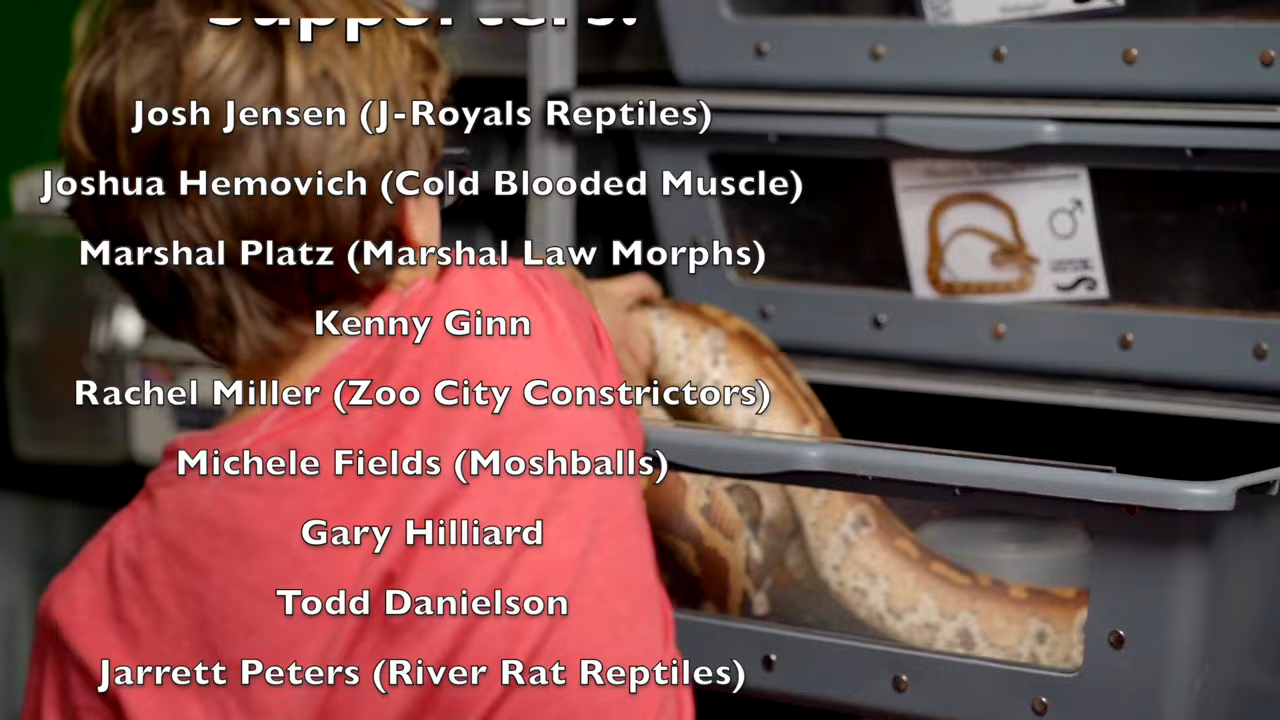 Supporters:
Josh Jensen (J-Royals Reptiles)
Joshua Hemovich (Cold Blooded Muscle)
Marshal Platz (Marshal Law Morphs)
Kenny Ginn
Rachel Miller (Zoo City Constrictors)
Michele Fields (Moshballs)
Gary Hilliard
Todd Danielson
Jarrett Peters (River Rat Reptiles)